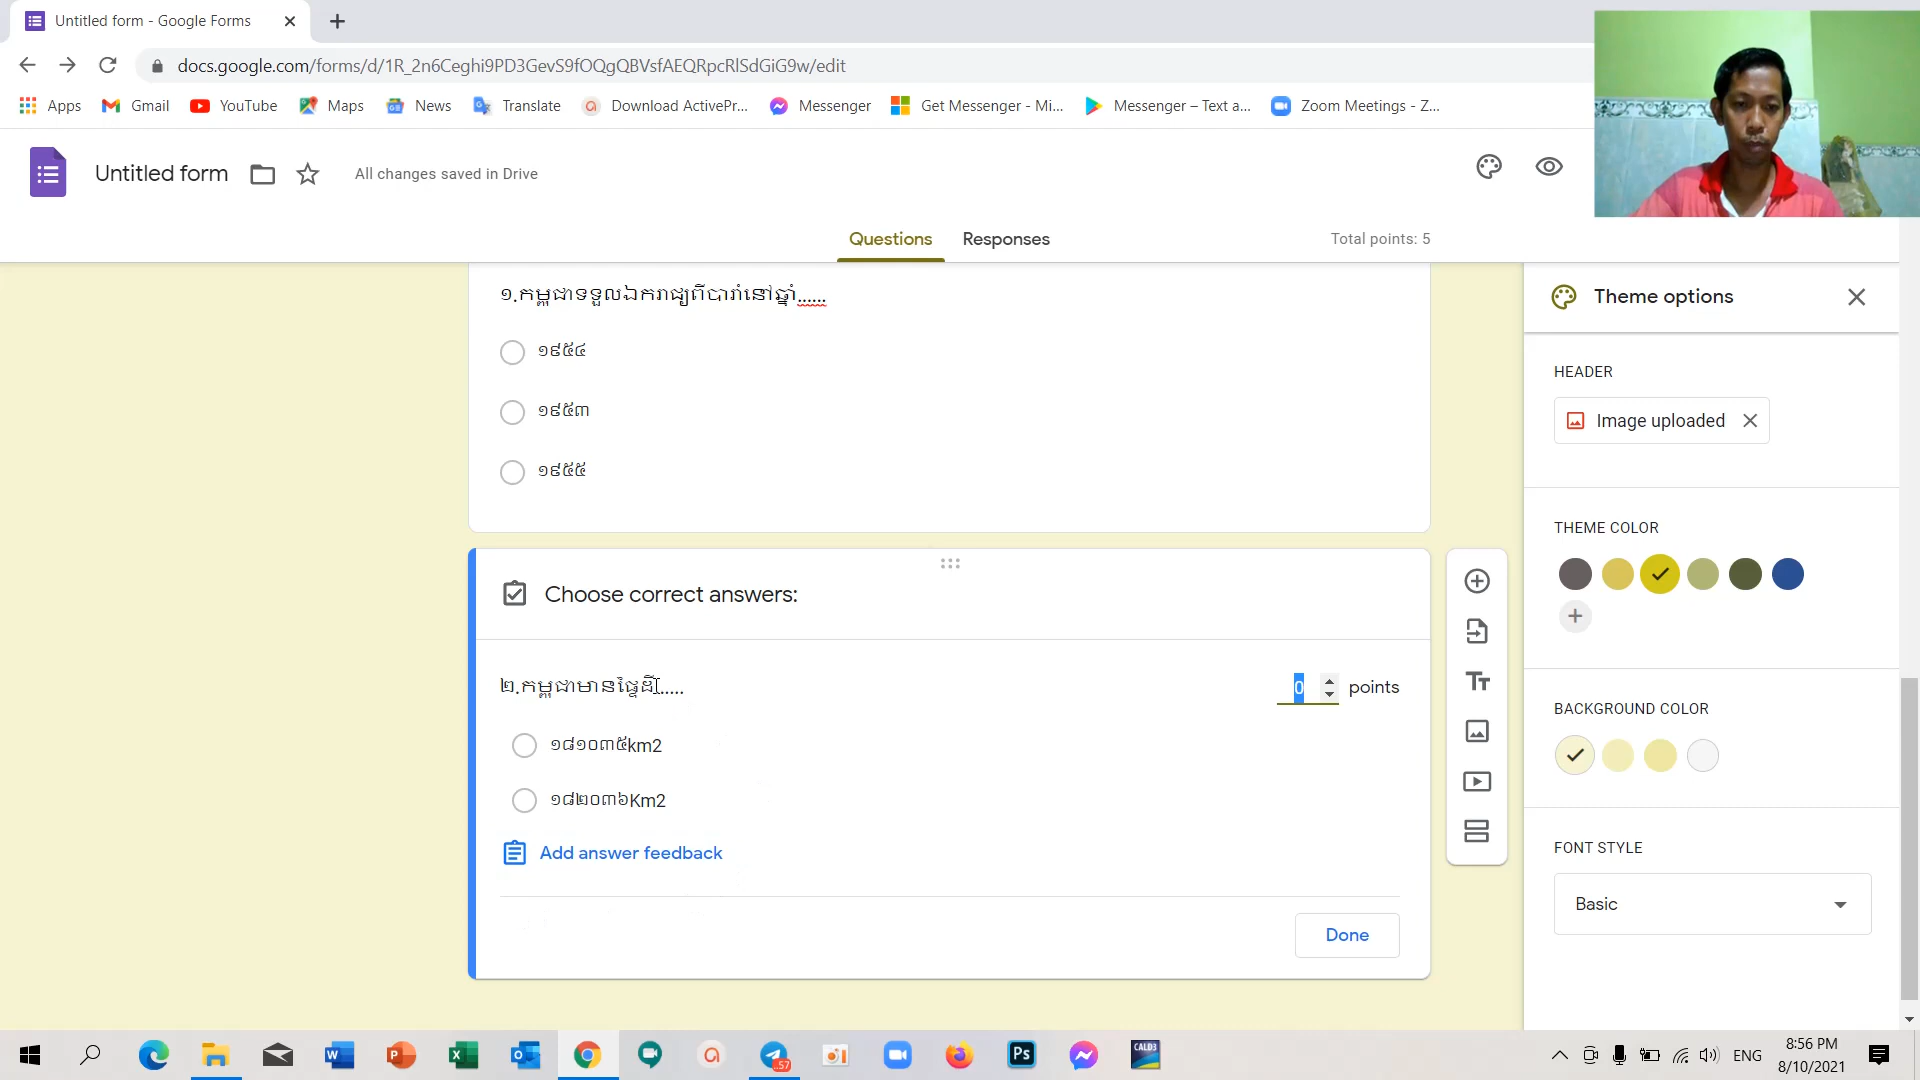 Untitled form - Google Forms
docs.google.com/forms/d/1R_2n6Ceghi9PD3GevS9fOQgQBVsfAEQRpcRlSdGiG9w/edit
Apps Gmail YouTube Maps News Translate Download ActivePr... Messenger Get Messenger - Mi... Messenger – Text a... Zoom Meetings - Z...
Untitled form All changes saved in Drive
Questions Responses Total points: 5
១.កម្ពុជាទទួលឯករាជ្យពីបារាំនៅឆ្នាំ......
១៩៥៤
១៩៥៣
១៩៥៥
Choose correct answers:
២.កម្ពុជាមានផ្ទៃដី...... 0 points
១៨១០៣៥km2
១៨២០៣៦Km2
Add answer feedback
Done
Theme options
HEADER
Image uploaded
THEME COLOR
BACKGROUND COLOR
FONT STYLE
Basic
57
Ps
CALD3
ENG
8:56 PM
8/10/2021